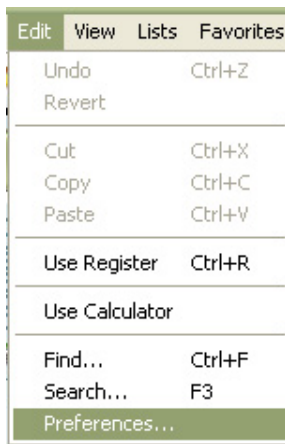 Edit View Lists Favorites
Undo Ctrl+Z
Revert
Cut Ctrl+X
Copy Ctrl+C
Paste Ctrl+V
Use Register Ctrl+R
Use Calculator
Find... Ctrl+F
Search... F3
Preferences...